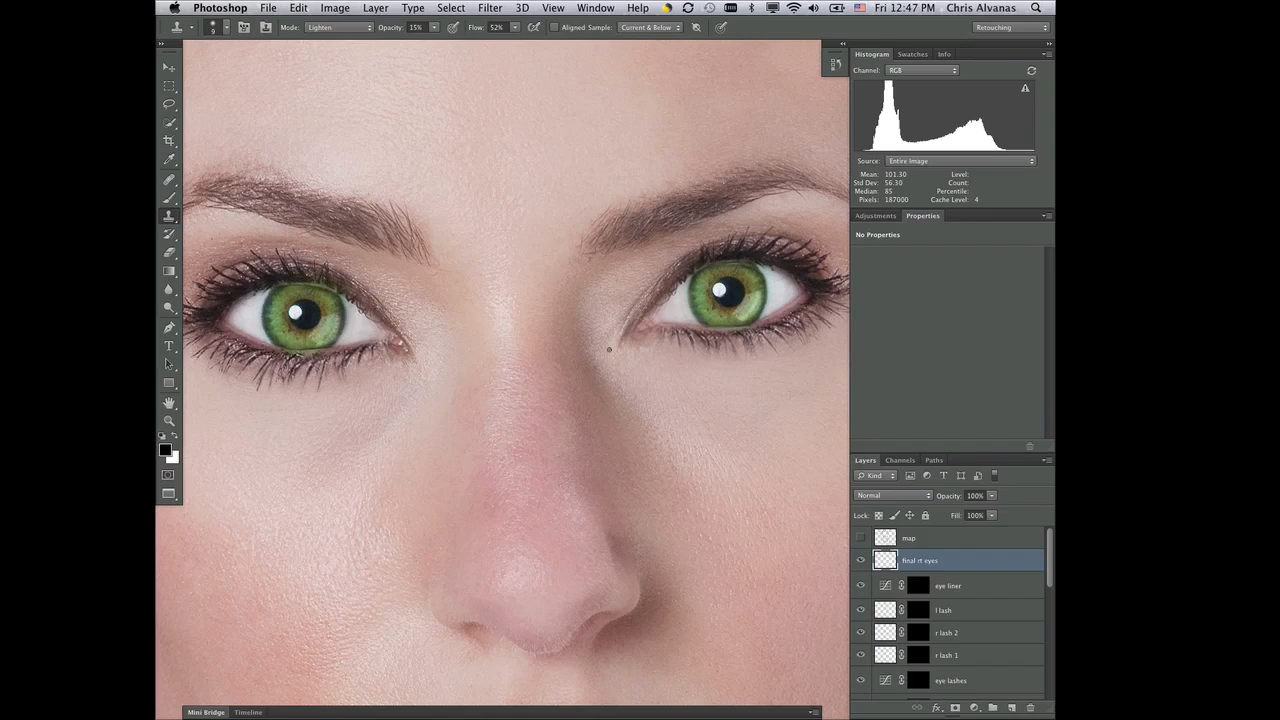 Photoshop File Edit Image Layer Type Select Filter 3D View Window Help Fri 12:47 PM Chris Alvanas
9 Mode: Lighten Opacity: 15% Flow: 52% Aligned Sample: Current & Below Retouching
Histogram Swatches Info
Channel: RGB
Source: Entire Image
Mean: 101.30 Level:
Std Dev: 56.30 Count:
Median: 85 Percentile:
Pixels: 187000 Cache Level: 4
Adjustments Properties
No Properties
Layers Channels Paths
Kind
Normal Opacity: 100%
Lock: Fill: 100%
map
final rt eyes
eye liner
l lash
r lash 2
r lash 1
eye lashes
fx
Mini Bridge Timeline